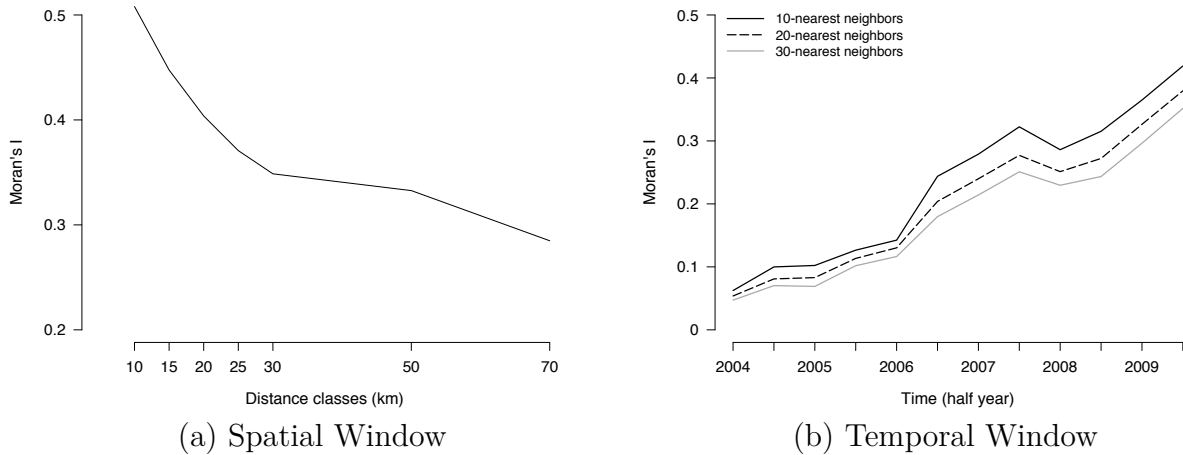 0.5
0.4
0.3
0.2
Moran's I
10 15 20 25 30 50 70
Distance classes (km)
(a) Spatial Window
10-nearest neighbors
20-nearest neighbors
30-nearest neighbors
0.5
0.4
0.3
0.2
0.1
0
Moran's I
2004 2005 2006 2007 2008 2009
Time (half year)
(b) Temporal Window